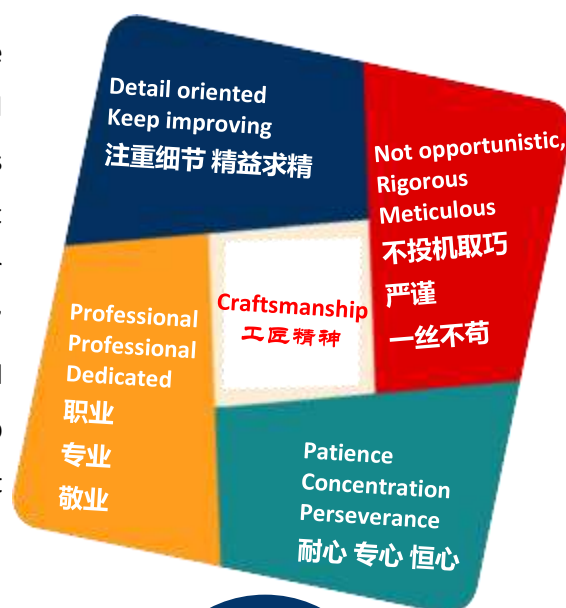 Detail oriented
Keep improving
注重细节 精益求精
Not opportunistic,
Rigorous
Meticulous
不投机取巧
严谨
一丝不苟
Craftsmanship
工匠精神
Professional
Professional
Dedicated
职业
专业
敬业
Patience
Concentration
Perseverance
耐心 专心 恒心